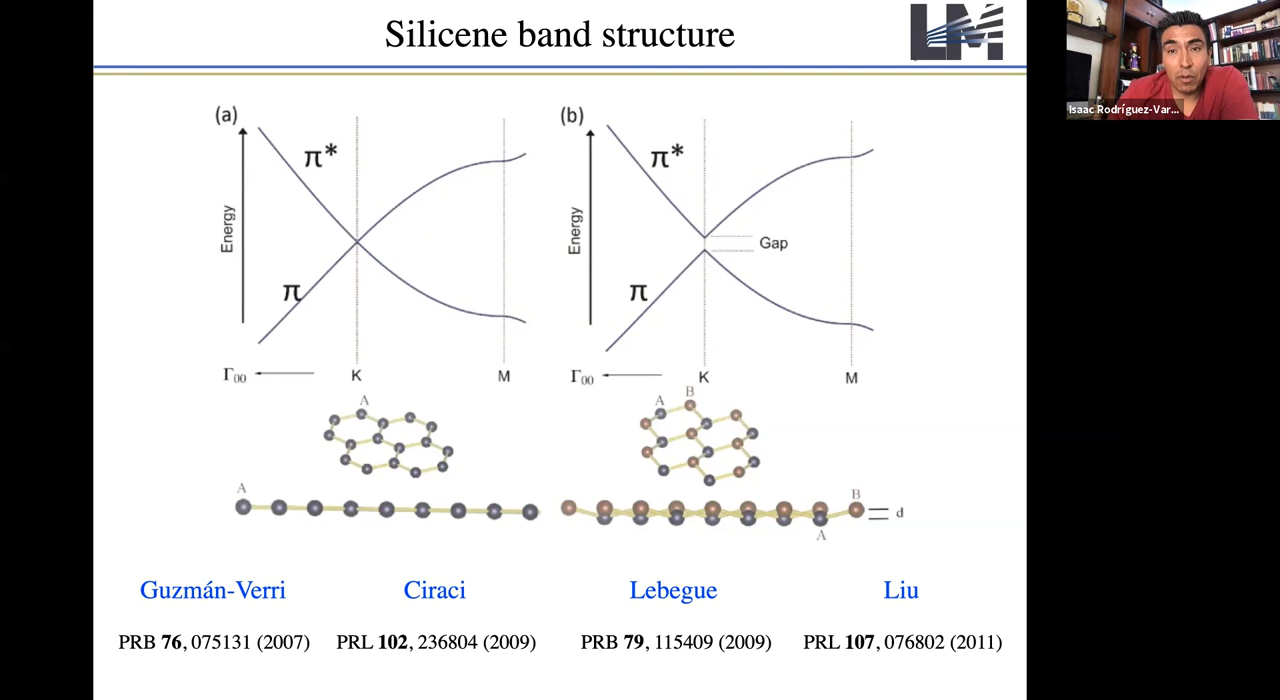 Silicene band structure
LM
Isaac Rodríguez-Var...
(a)
π*
Energy
π
Γ00
K
M
(b)
π*
Energy
Gap
π
Γ00
K
M
A
A
B
A
B
d
A
Guzmán-Verri
Ciraci
Lebegue
Liu
PRB 76, 075131 (2007)
PRL 102, 236804 (2009)
PRB 79, 115409 (2009)
PRL 107, 076802 (2011)